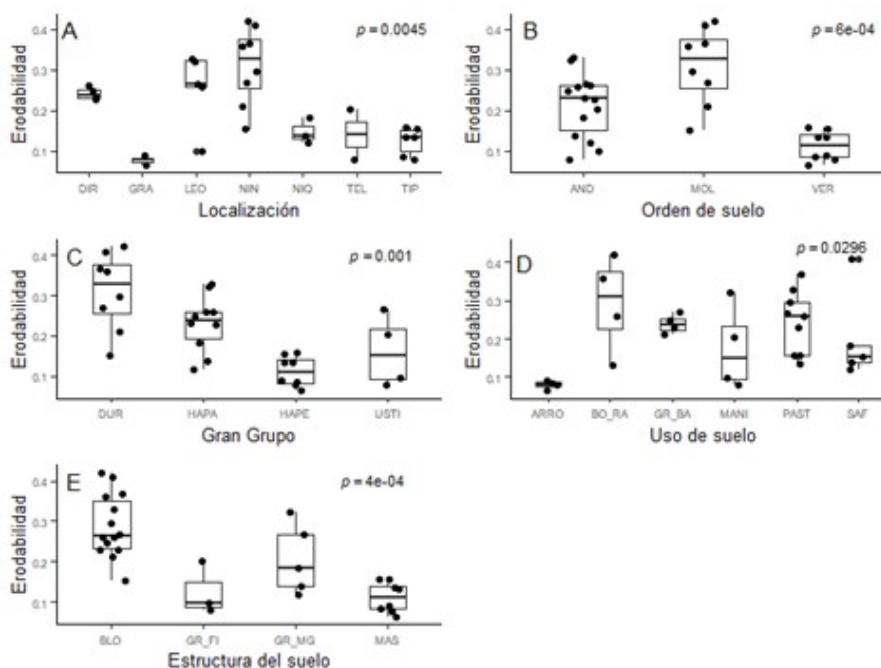 A
p = 0.0045
Erodabilidad
0.4
0.3
0.2
0.1
DIR GRA LEO NIN NIQ TEL TIP
Localización
B
p = 6e-04
Erodabilidad
0.4
0.3
0.2
0.1
AND MOL VER
Orden de suelo
C
p = 0.001
Erodabilidad
0.4
0.3
0.2
0.1
DUR HAPA HAPE USTI
Gran Grupo
D
p = 0.0296
Erodabilidad
0.4
0.3
0.2
0.1
ARRO BO_RA GR_BA MANI PAST SAF
Uso de suelo
E
p = 4e-04
Erodabilidad
0.4
0.3
0.2
0.1
BLO GR_FI GR_MG MAS
Estructura del suelo